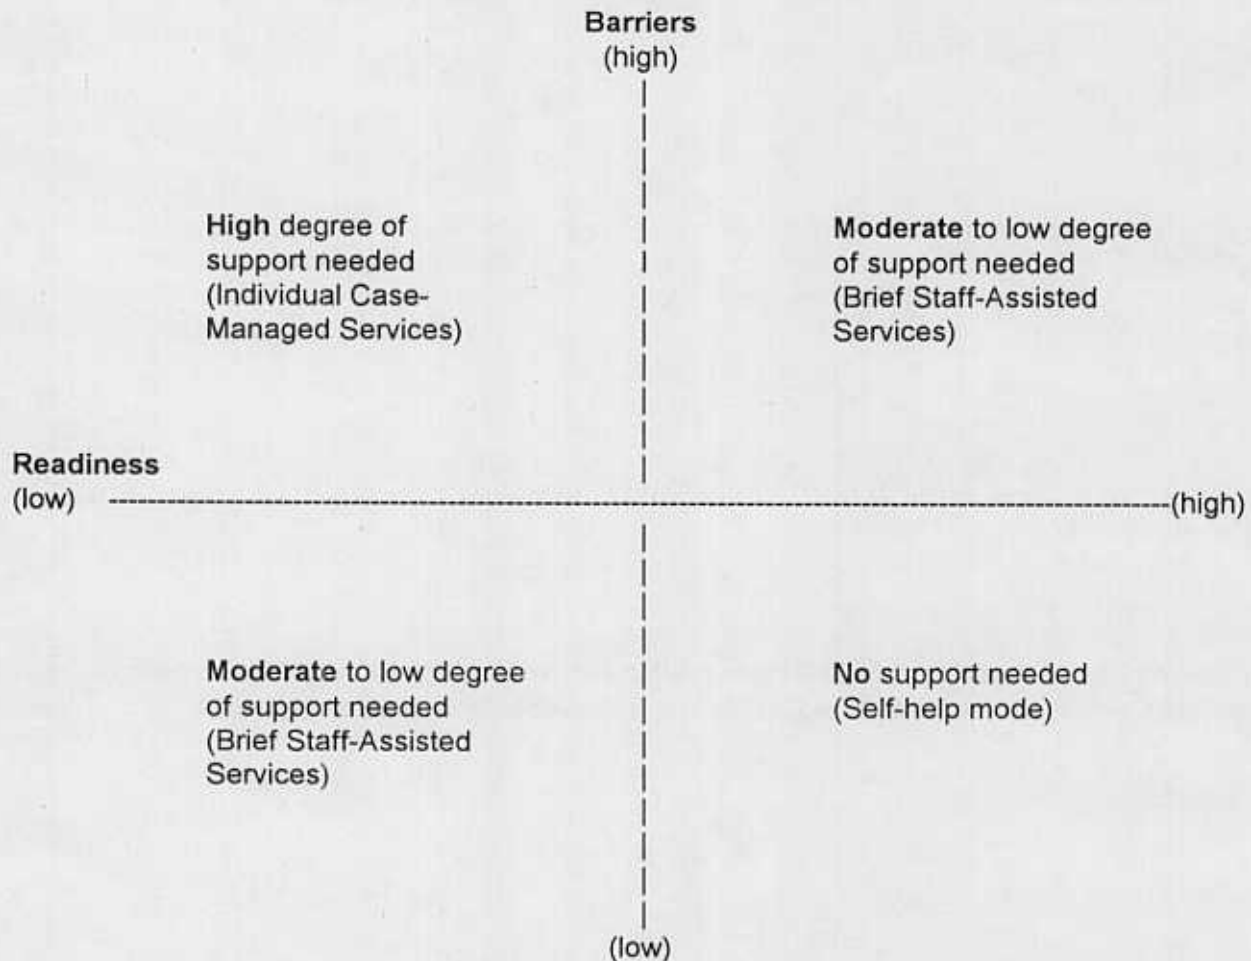 Barriers
(high)
High degree of
support needed
(Individual Case-
Managed Services)
Moderate to low degree
of support needed
(Brief Staff-Assisted
Services)
Readiness
(low)
(high)
Moderate to low degree
of support needed
(Brief Staff-Assisted
Services)
No support needed
(Self-help mode)
(low)